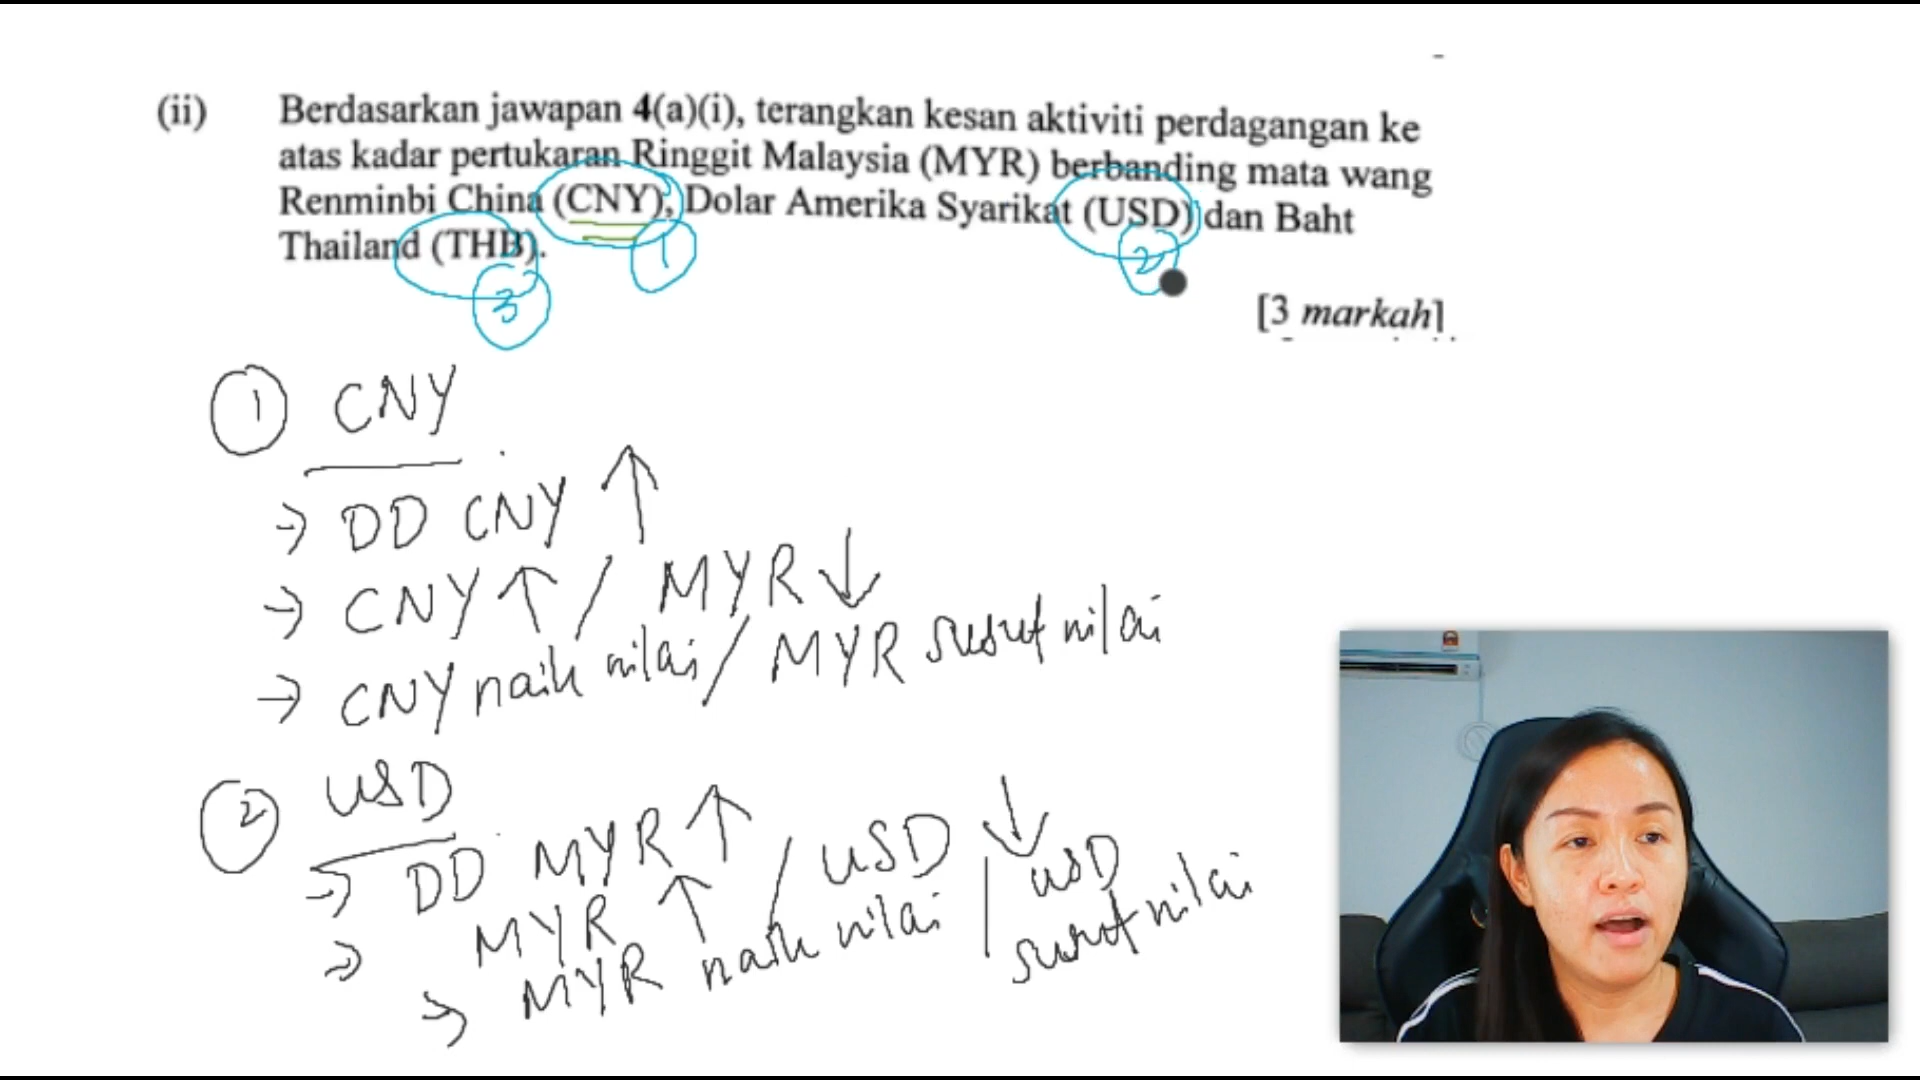 (ii) Berdasarkan jawapan 4(a)(i), terangkan kesan aktiviti perdagangan ke
atas kadar pertukaran Ringgit Malaysia (MYR) berbanding mata wang
Renminbi China (CNY), Dolar Amerika Syarikat (USD) dan Baht
Thailand (THB).
1
2
3
[3 markah]
① CNY
→ DD CNY ↑
→ CNY ↑ / MYR ↓
→ CNY naik nilai / MYR susut nilai
② USD
→ DD MYR ↑
→ MYR ↑ / USD ↓
→ MYR naik nilai / USD susut nilai